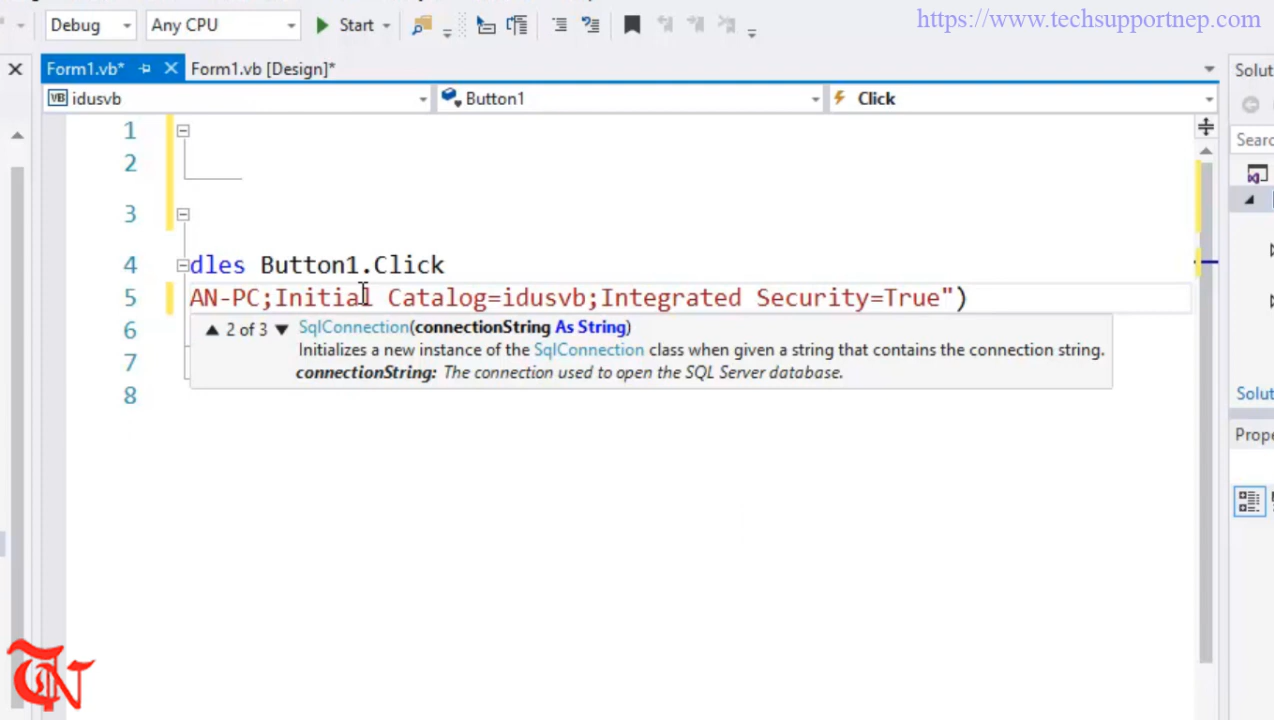 https://www.techsupportnep.com
Debug Any CPU Start
Form1.vb* Form1.vb [Design]*
Solu
VB idusvb Button1 Click
1
2
Searc
3
4 dles Button1.Click
5 AN-PC;Initial Catalog=idusvb;Integrated Security=True")
6 2 of 3 SqlConnection(connectionString As String)
Initializes a new instance of the SqlConnection class when given a string that contains the connection string.
7 connectionString: The connection used to open the SQL Server database.
8
Solut
Prope
TN